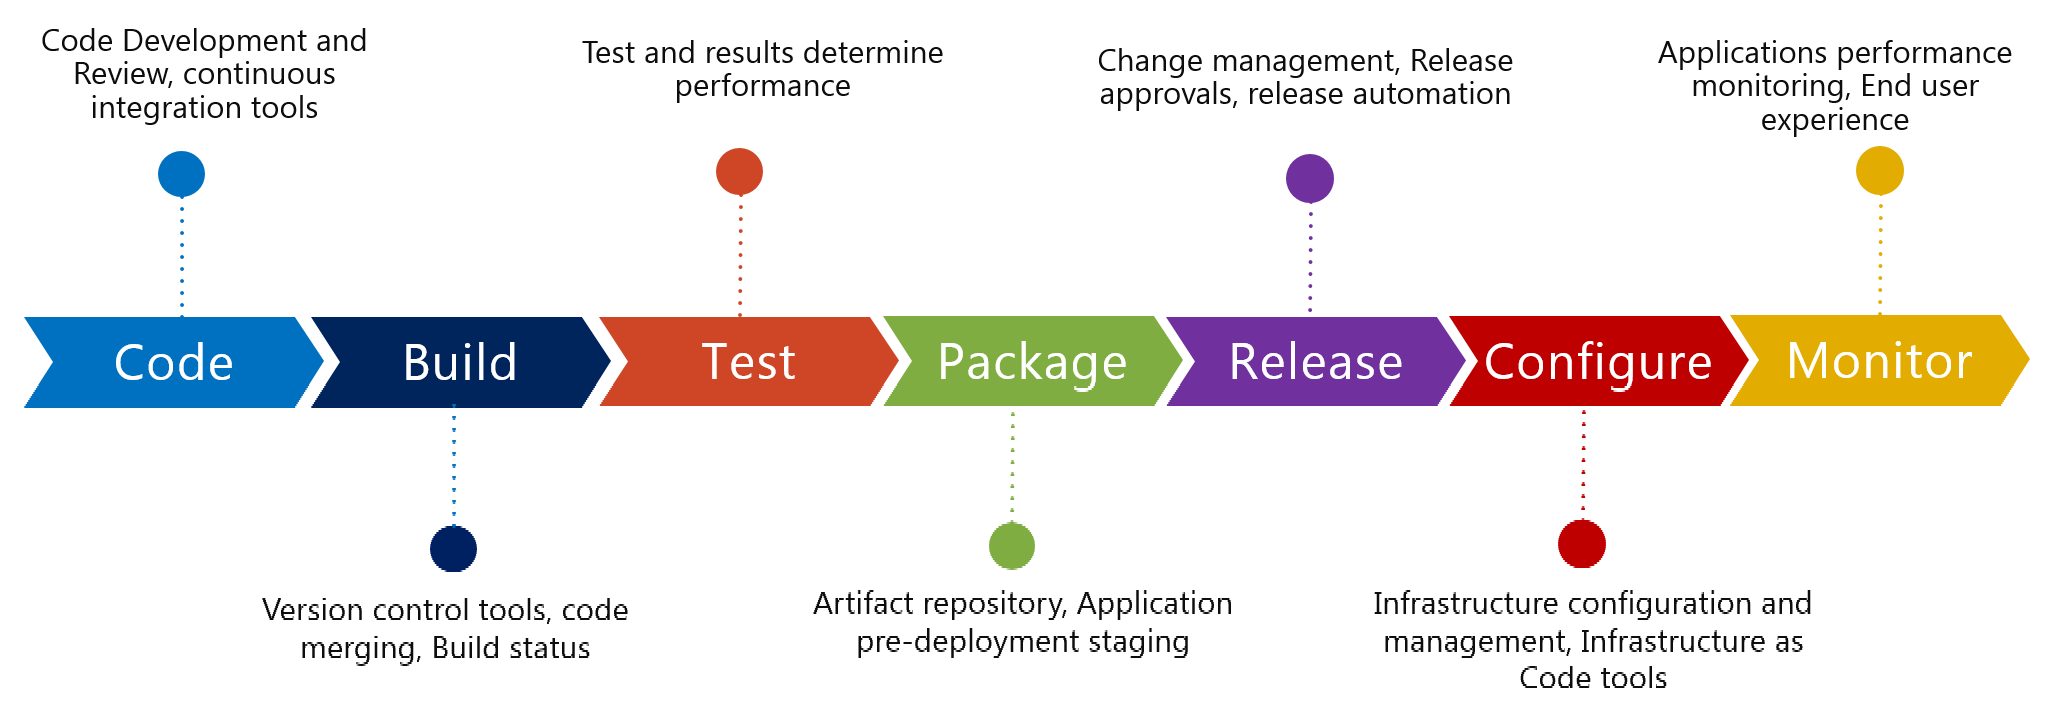 Code Development and
Review, continuous
integration tools
Test and results determine
performance
Change management, Release
approvals, release automation
Applications performance
monitoring, End user
experience
Code
Build
Test
Package
Release
Configure
Monitor
Version control tools, code
merging, Build status
Artifact repository, Application
pre-deployment staging
Infrastructure configuration and
management, Infrastructure as
Code tools